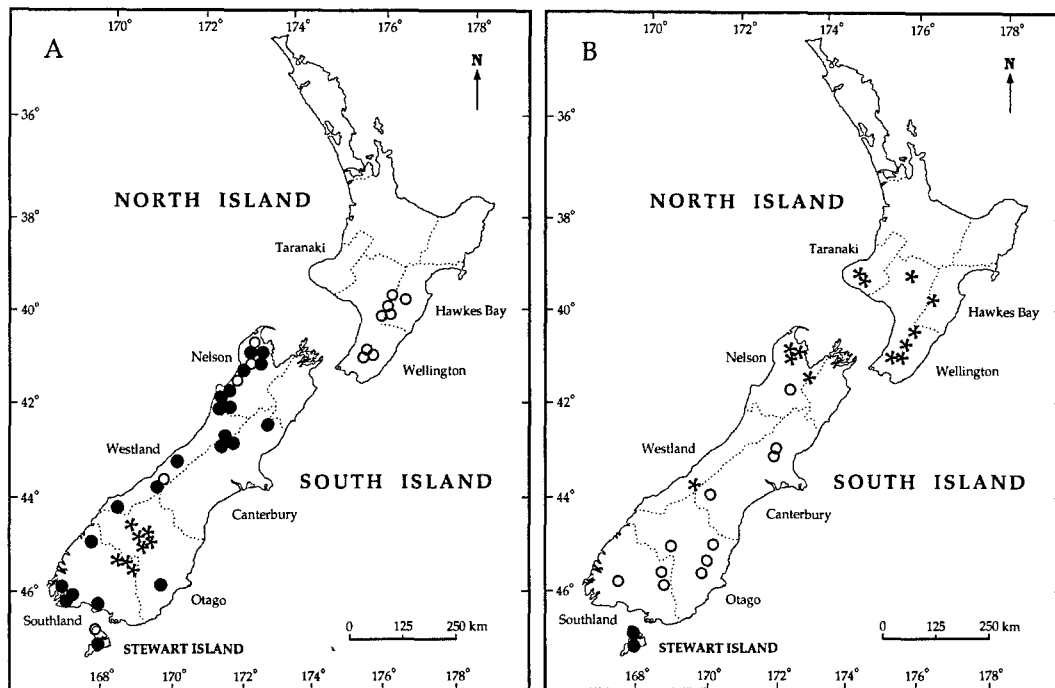 170° 172° 174° 176° 178°
A
N
36°
NORTH ISLAND
38°
Taranaki
Hawkes Bay
40°
Nelson
Wellington
42°
Westland
SOUTH ISLAND
44°
Canterbury
46°
Otago
Southland
0 125 250 km
STEWART ISLAND
168° 170° 172° 174° 176°
170° 172° 174° 176° 178°
B
N
36°
NORTH ISLAND
38°
Taranaki
Hawkes Bay
40°
Nelson
Wellington
42°
Westland
SOUTH ISLAND
44°
Canterbury
46°
Otago
Southland
0 125 250 km
STEWART ISLAND
168° 170° 172° 174° 176°